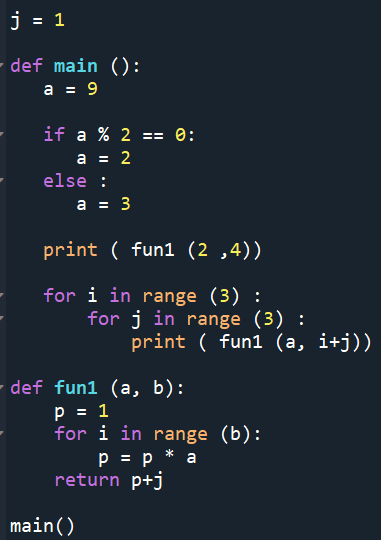 j = 1
def main ():
    a = 9
    if a % 2 == 0:
        a = 2
    else :
        a = 3
    print ( fun1 (2 ,4))
    for i in range (3) :
        for j in range (3) :
            print ( fun1 (a, i+j))
def fun1 (a, b):
    p = 1
    for i in range (b):
        p = p * a
    return p+j
main()